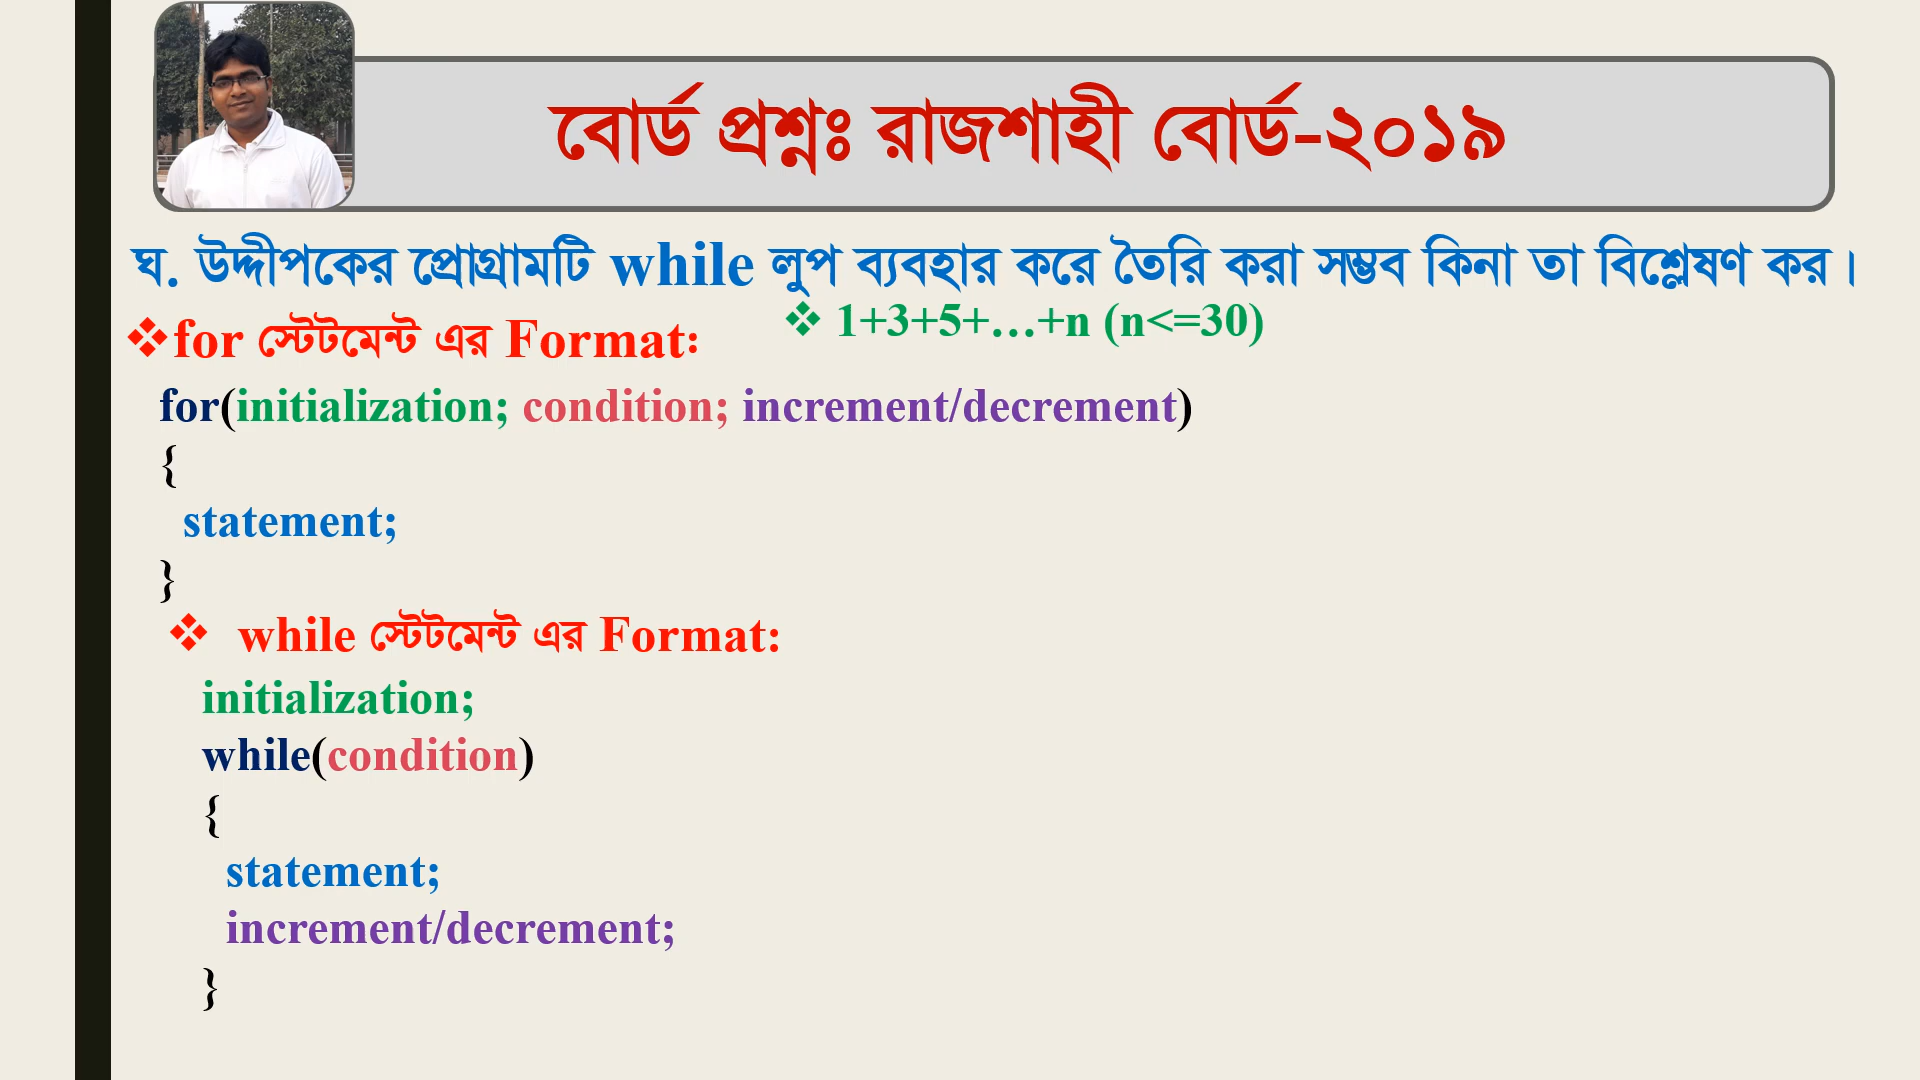 বোর্ড প্রশ্নঃ রাজশাহী বোর্ড-২০১৯
ঘ. উদ্দীপকের প্রোগ্রামটি while লুপ ব্যবহার করে তৈরি করা সম্ভব কিনা তা বিশ্লেষণ কর।
❖ 1+3+5+…+n (n<=30)
❖for স্টেটমেন্ট এর Format:
for(initialization; condition; increment/decrement)
{
statement;
}
❖ while স্টেটমেন্ট এর Format:
initialization;
while(condition)
{
statement;
increment/decrement;
}